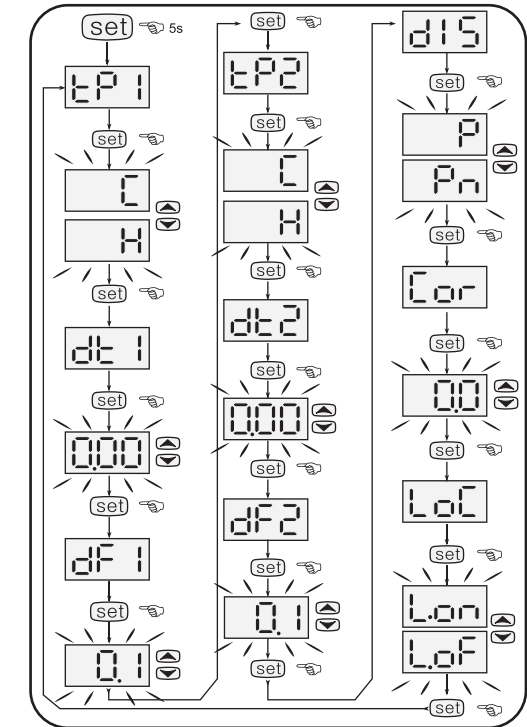 set 5s
tP1
set
C
H
set
dt1
set
0.00
set
dF1
set
0.1
set
tP2
set
C
H
set
dt2
set
0.00
set
dF2
set
0.1
set
dIS
set
P
Pn
set
Cor
set
0.0
set
LoC
set
L.on
L.oF
set